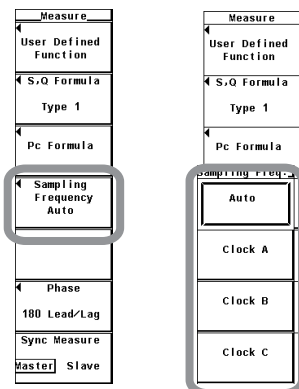 Measure
User Defined
Function
S,Q Formula
Type 1
Pc Formula
Sampling
Frequency
Auto
Phase
180 Lead/Lag
Sync Measure
Master Slave
Measure
User Defined
Function
S,Q Formula
Type 1
Pc Formula
Sampling Freq.
Auto
Clock A
Clock B
Clock C